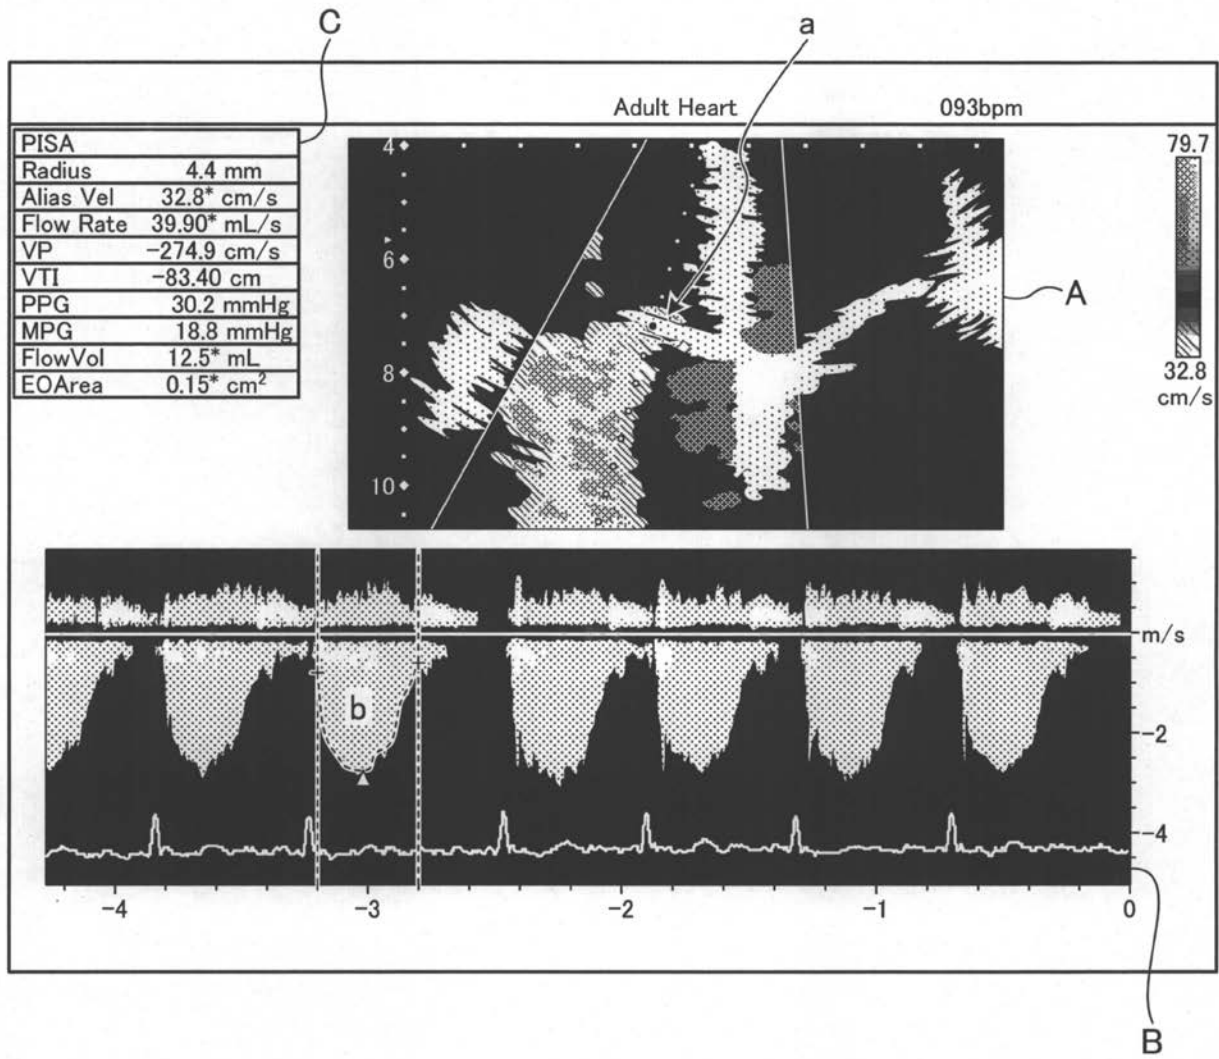 C
a
Adult Heart 093bpm
PISA
Radius 4.4 mm
Alias Vel 32.8* cm/s
Flow Rate 39.90* mL/s
VP -274.9 cm/s
VTI -83.40 cm
PPG 30.2 mmHg
MPG 18.8 mmHg
FlowVol 12.5* mL
EOArea 0.15* cm²
4
6
8
10
79.7
32.8
cm/s
A
b
m/s
-2
-4
-4 -3 -2 -1 0
B